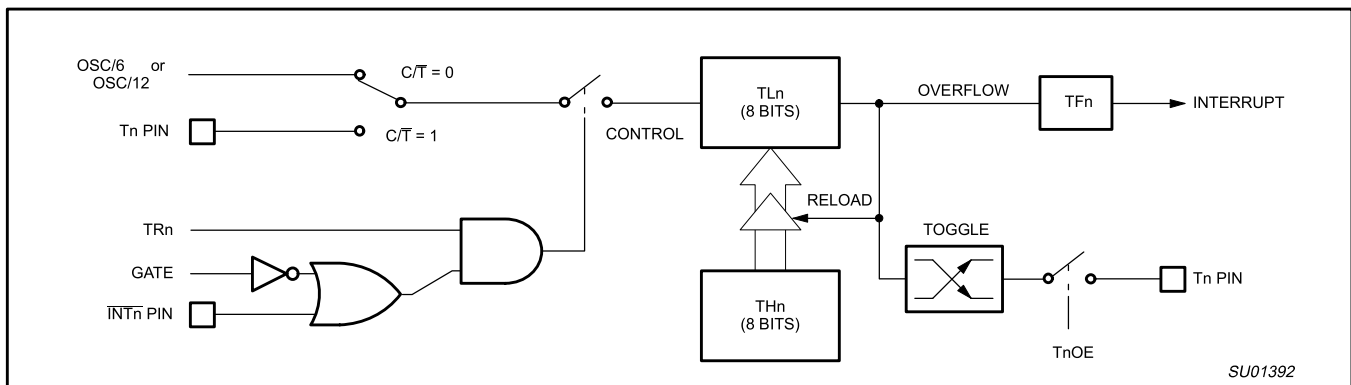 OSC/6 or
OSC/12
C/T̅ = 0
Tn PIN
C/T̅ = 1
CONTROL
TLn
(8 BITS)
OVERFLOW
TFn
INTERRUPT
RELOAD
TRn
GATE
I̅N̅T̅n̅ PIN
THn
(8 BITS)
TOGGLE
Tn PIN
TnOE
SU01392